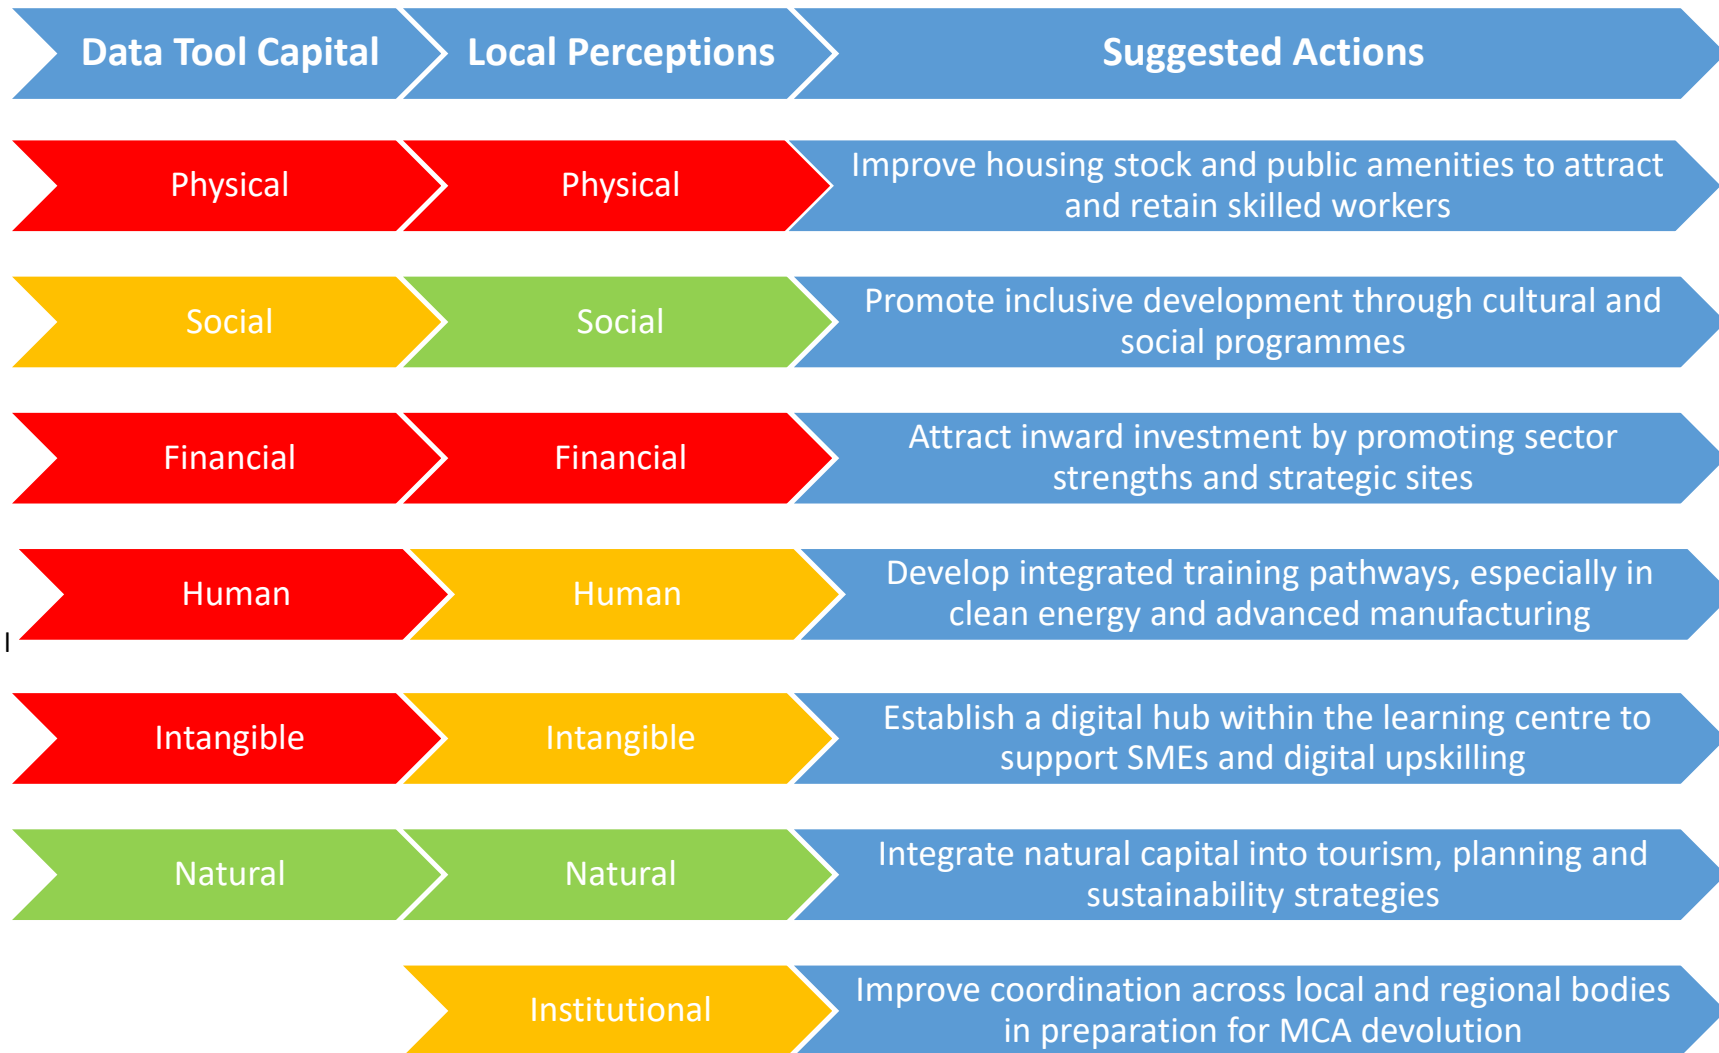 Data Tool Capital
Local Perceptions
Suggested Actions
Physical
Physical
Improve housing stock and public amenities to attract
and retain skilled workers
Social
Social
Promote inclusive development through cultural and
social programmes
Financial
Financial
Attract inward investment by promoting sector
strengths and strategic sites
Human
Human
Develop integrated training pathways, especially in
clean energy and advanced manufacturing
l
Intangible
Intangible
Establish a digital hub within the learning centre to
support SMEs and digital upskilling
Natural
Natural
Integrate natural capital into tourism, planning and
sustainability strategies
Institutional
Improve coordination across local and regional bodies
in preparation for MCA devolution